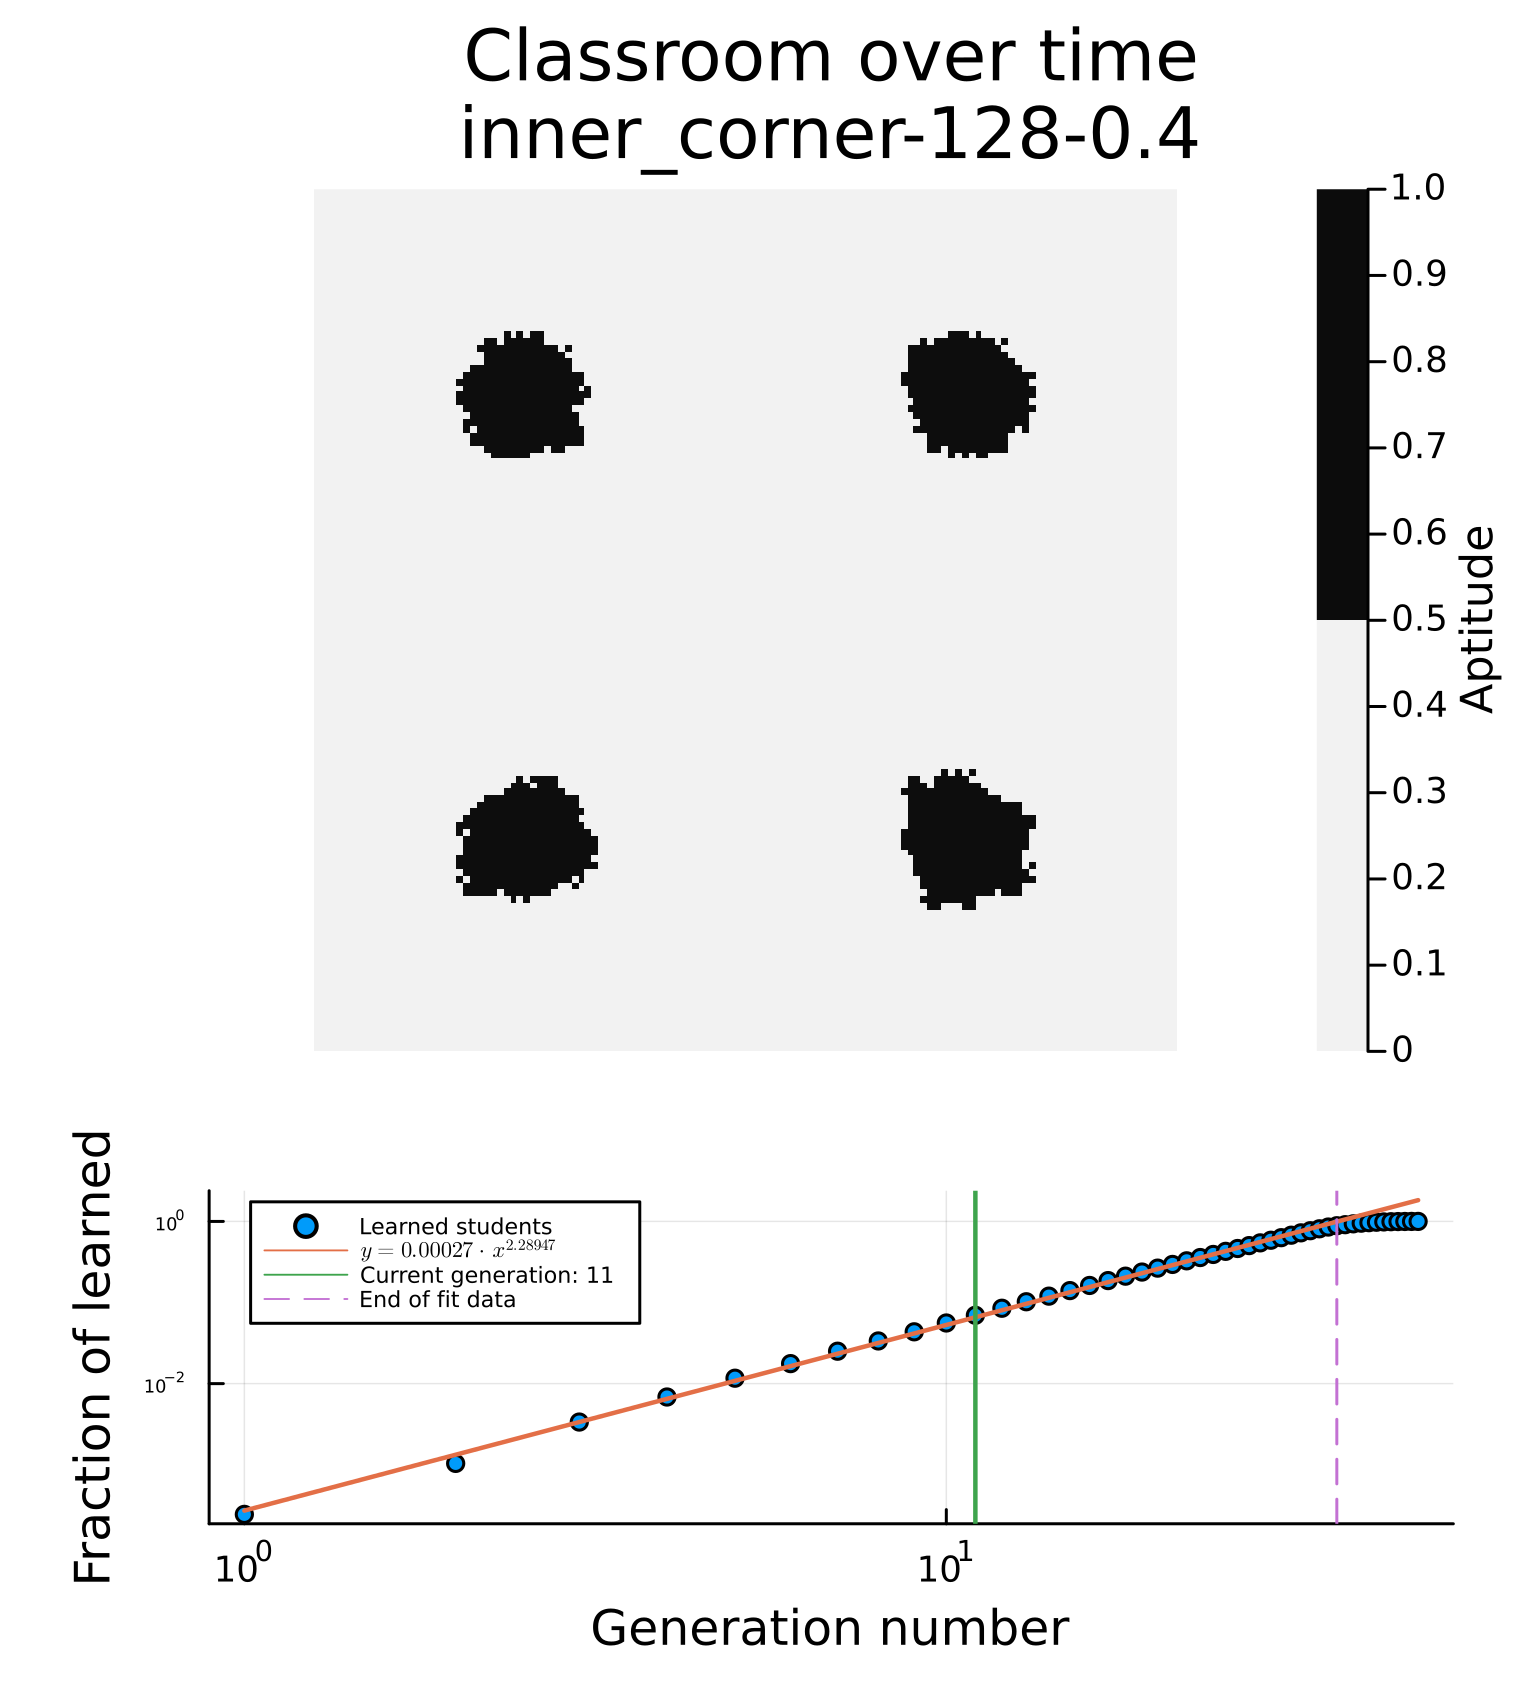 Classroom over time
inner_corner-128-0.4
1.0
0.9
0.8
0.7
0.6
0.5
0.4
0.3
0.2
0.1
0
Aptitude
Fraction of learned
10^0
10^−2
Learned students
y = 0.00027 · x^2.28947
Current generation: 11
End of fit data
10^0
10^1
Generation number